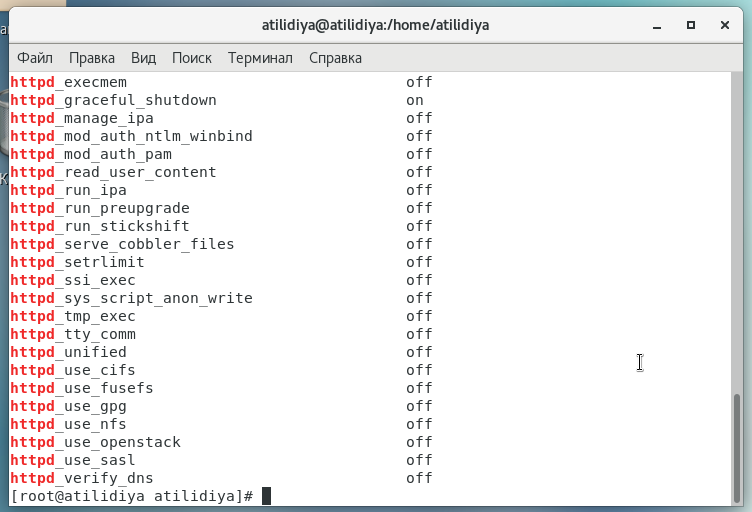 atilidiya@atilidiya:/home/atilidiya
Файл Правка Вид Поиск Терминал Справка
httpd_execmem off
httpd_graceful_shutdown on
httpd_manage_ipa off
httpd_mod_auth_ntlm_winbind off
httpd_mod_auth_pam off
httpd_read_user_content off
httpd_run_ipa off
httpd_run_preupgrade off
httpd_run_stickshift off
httpd_serve_cobbler_files off
httpd_setrlimit off
httpd_ssi_exec off
httpd_sys_script_anon_write off
httpd_tmp_exec off
httpd_tty_comm off
httpd_unified off
httpd_use_cifs off
httpd_use_fusefs off
httpd_use_gpg off
httpd_use_nfs off
httpd_use_openstack off
httpd_use_sasl off
httpd_verify_dns off
[root@atilidiya atilidiya]#